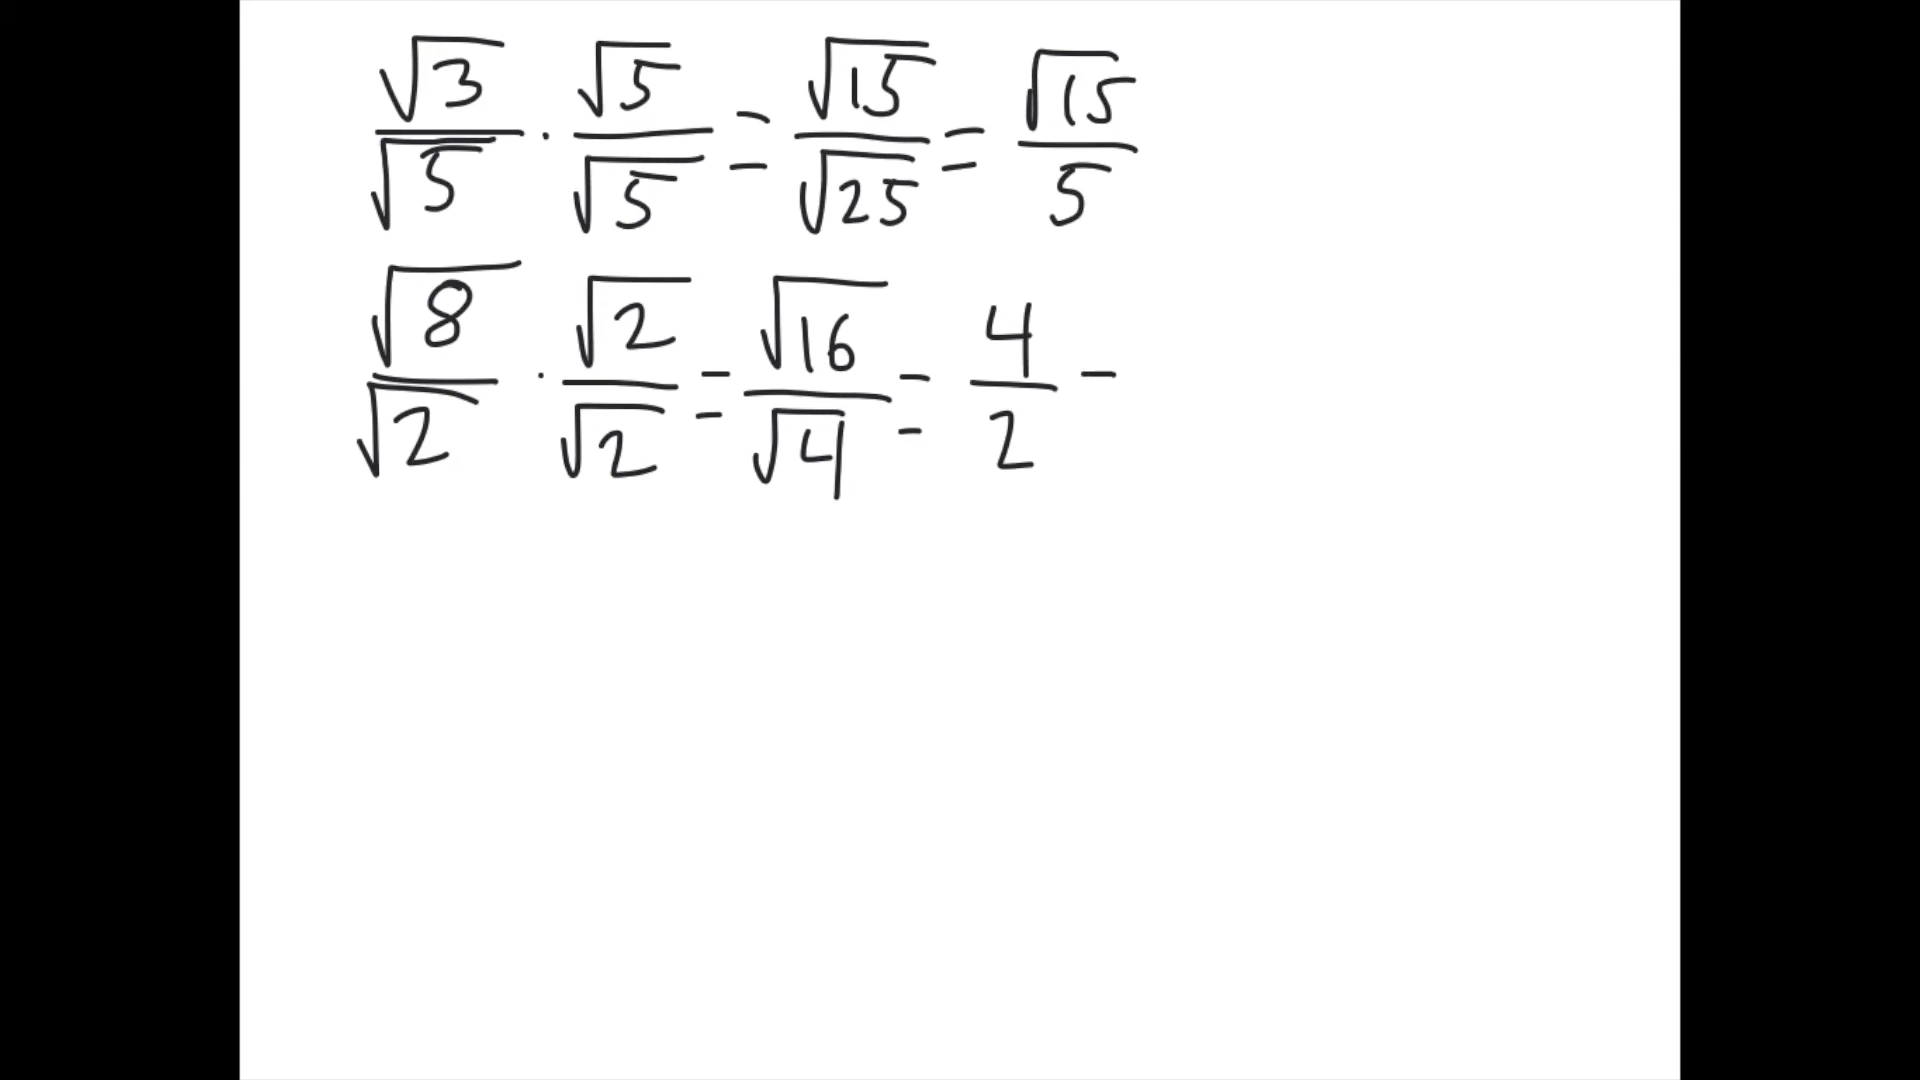 √3/√5 · √5/√5 = √15/√25 = √15/5
√8/√2 · √2/√2 = √16/√4 = 4/2 -